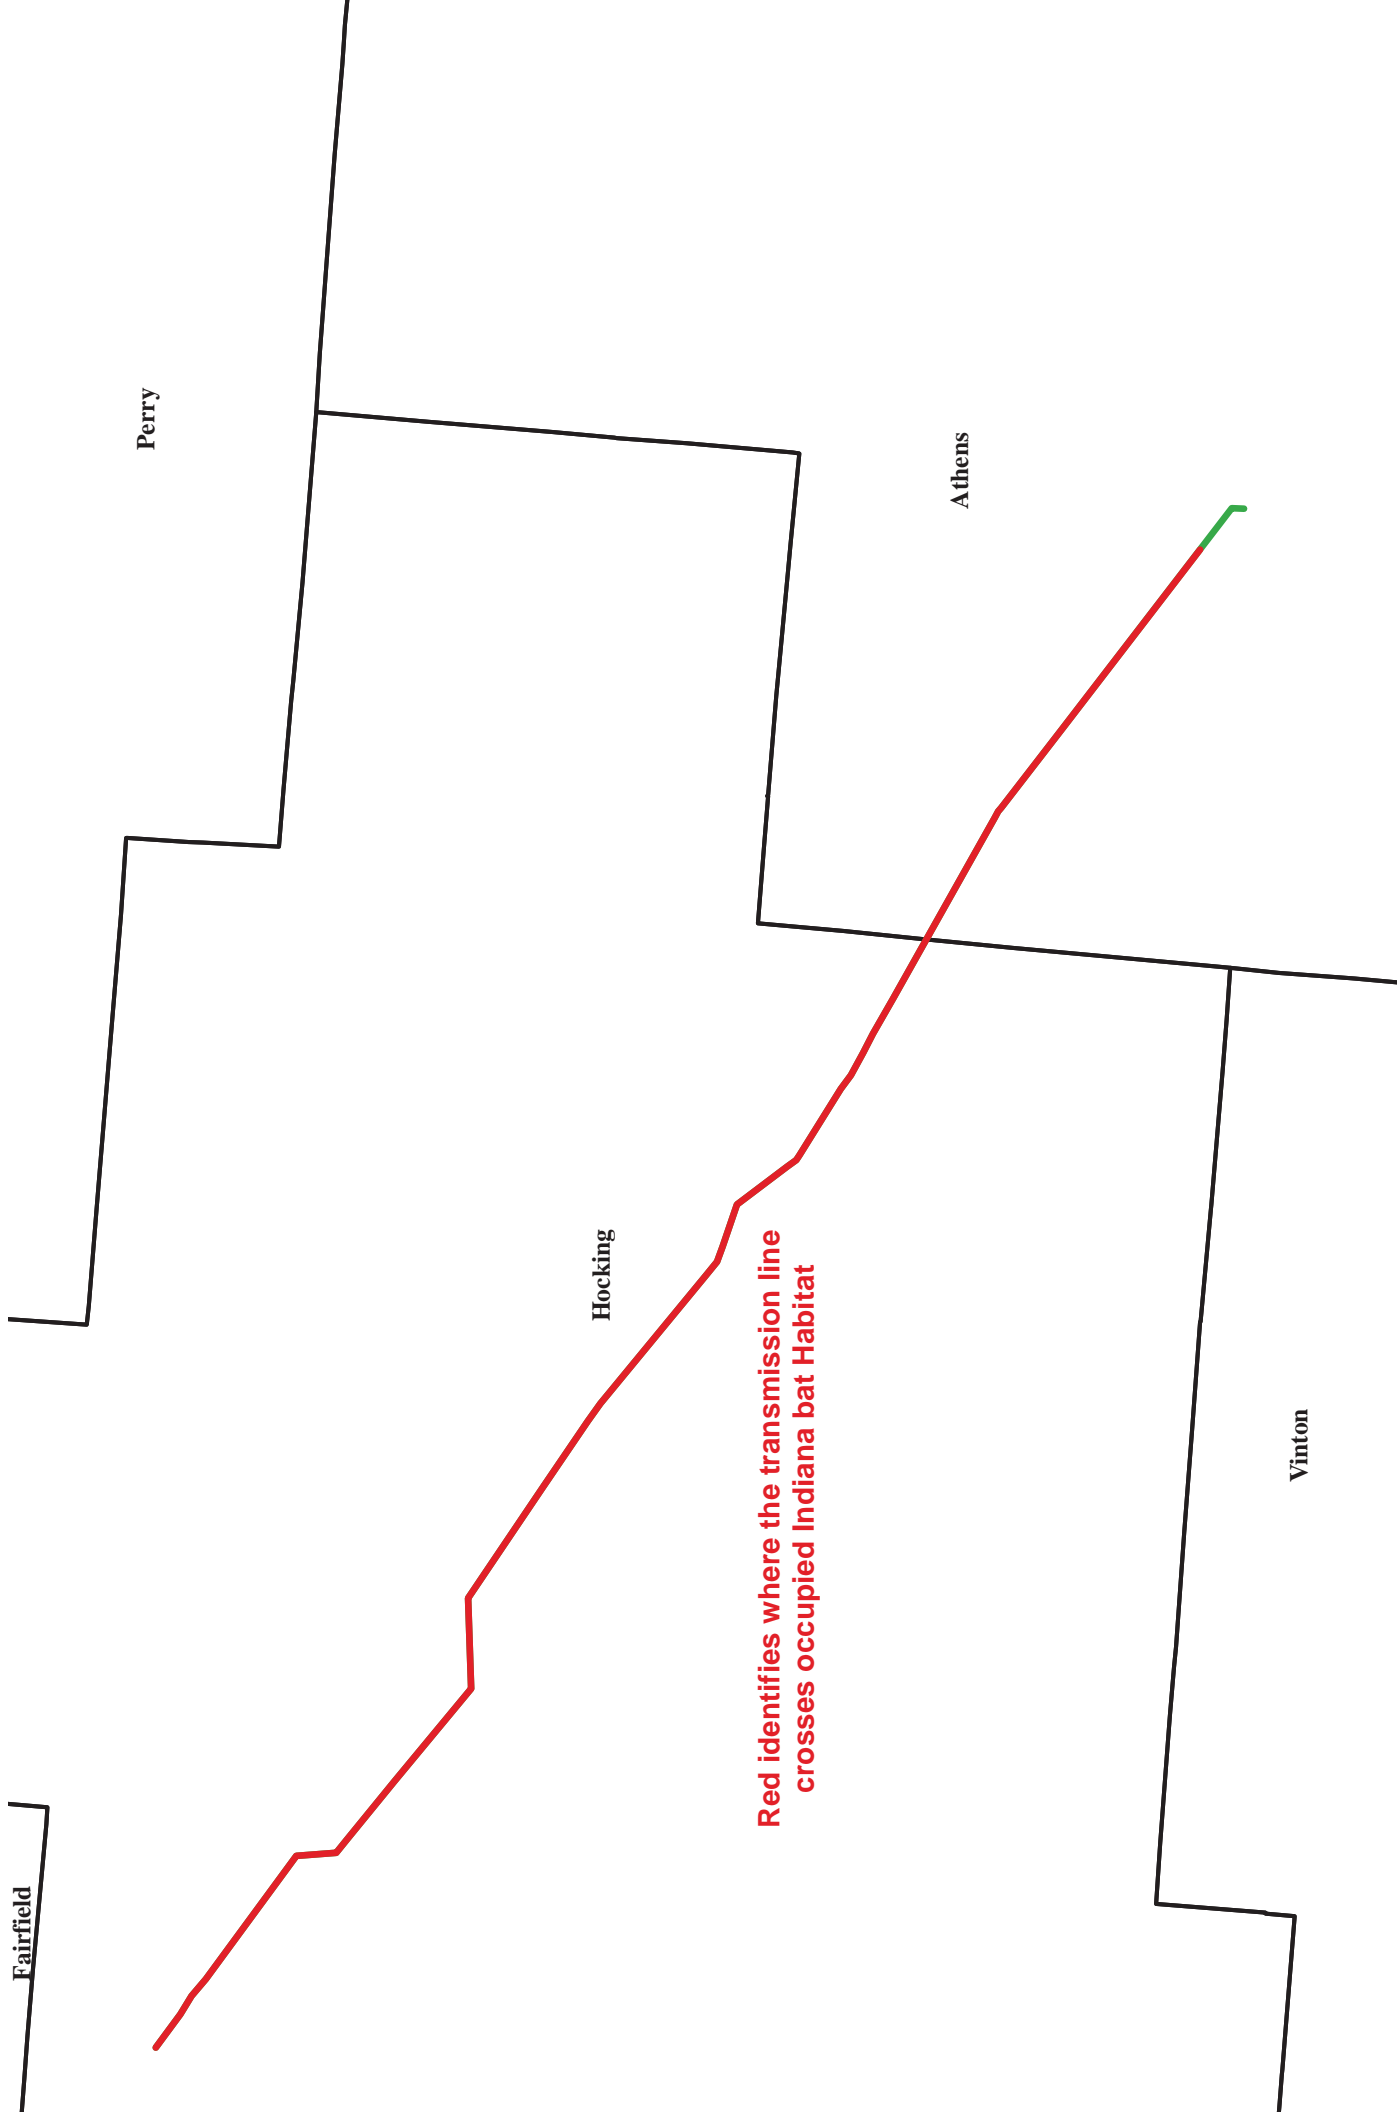 Fairfield
Perry
Hocking
Red identifies where the transmission line
crosses occupied Indiana bat Habitat
Athens
Vinton